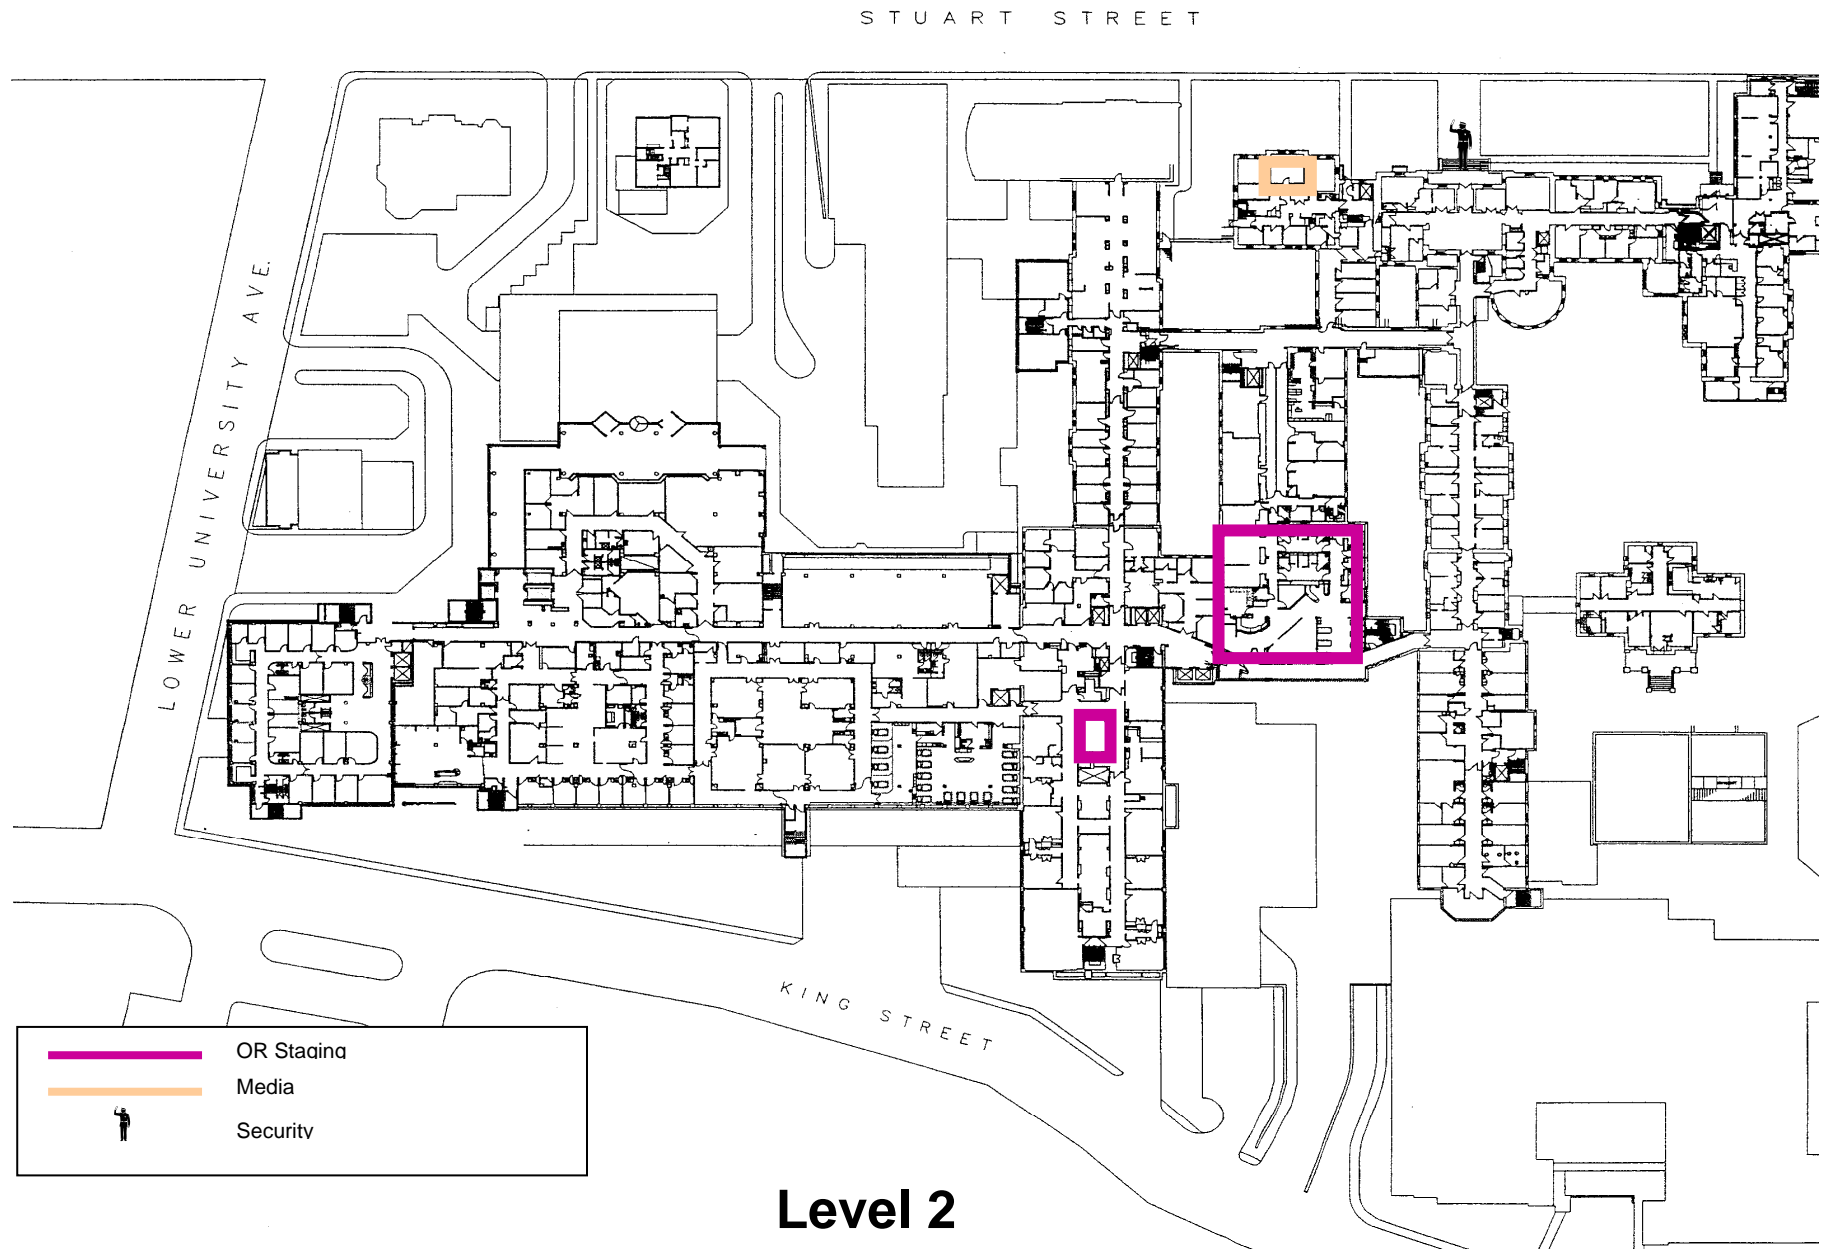 STUART STREET
LOWER UNIVERSITY AVE.
KING STREET
OR Staging
Media
Security
Level 2